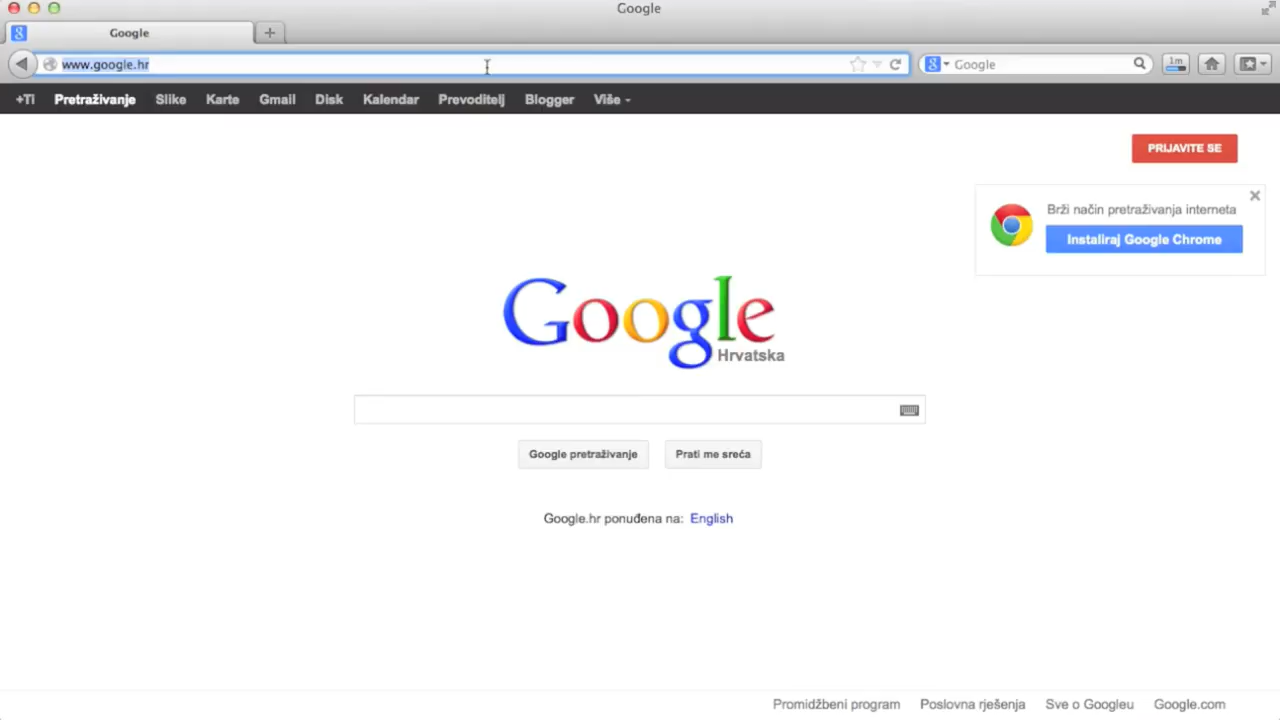 Google
Google
www.google.hr
Google
1m
+TI Pretraživanje Slike Karte Gmail Disk Kalendar Prevoditelj Blogger Više
PRIJAVITE SE
Brži način pretraživanja interneta
Instaliraj Google Chrome
Google
Hrvatska
Google pretraživanje Prati me sreća
Google.hr ponuđena na: English
Promidžbeni program Poslovna rješenja Sve o Googleu Google.com